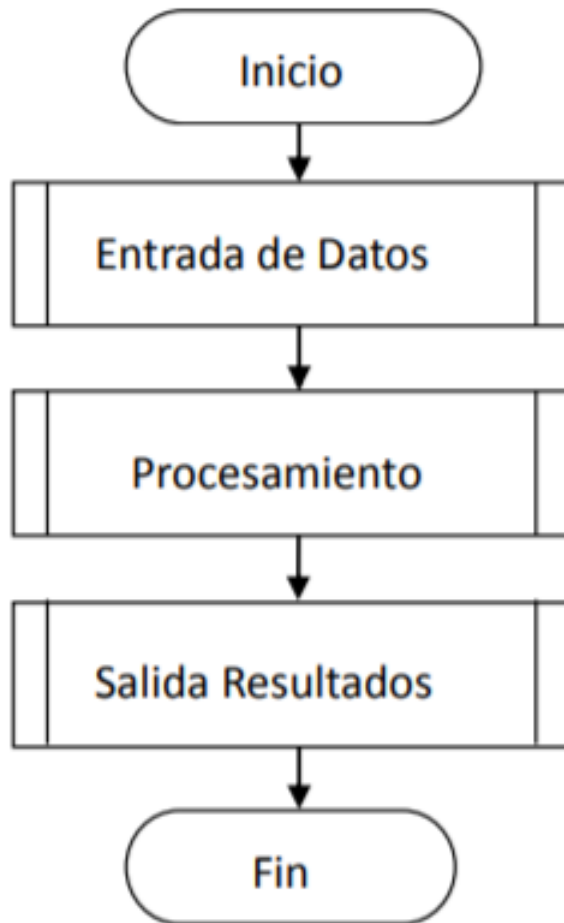 Inicio
Entrada de Datos
Procesamiento
Salida Resultados
Fin